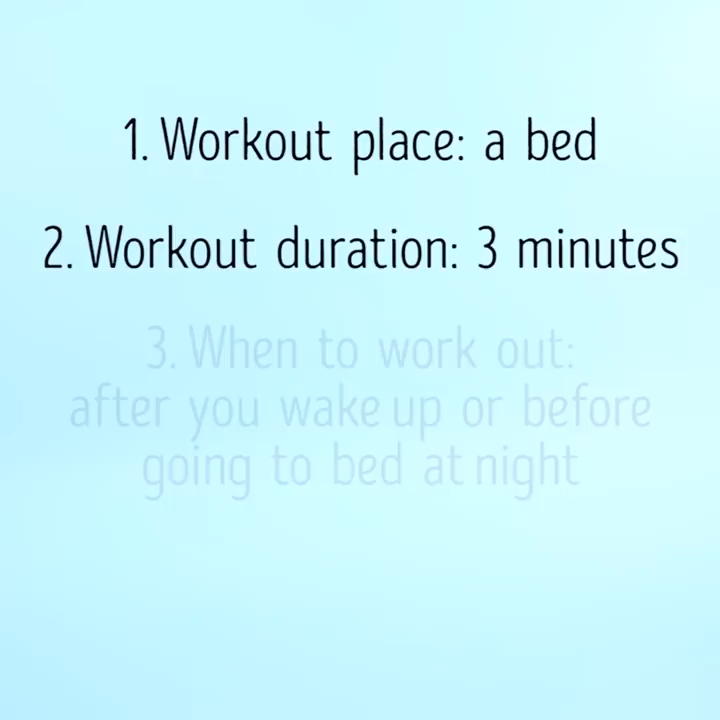 1. Workout place: a bed
2. Workout duration: 3 minutes
3. When to work out:
after you wake up or before
going to bed at night